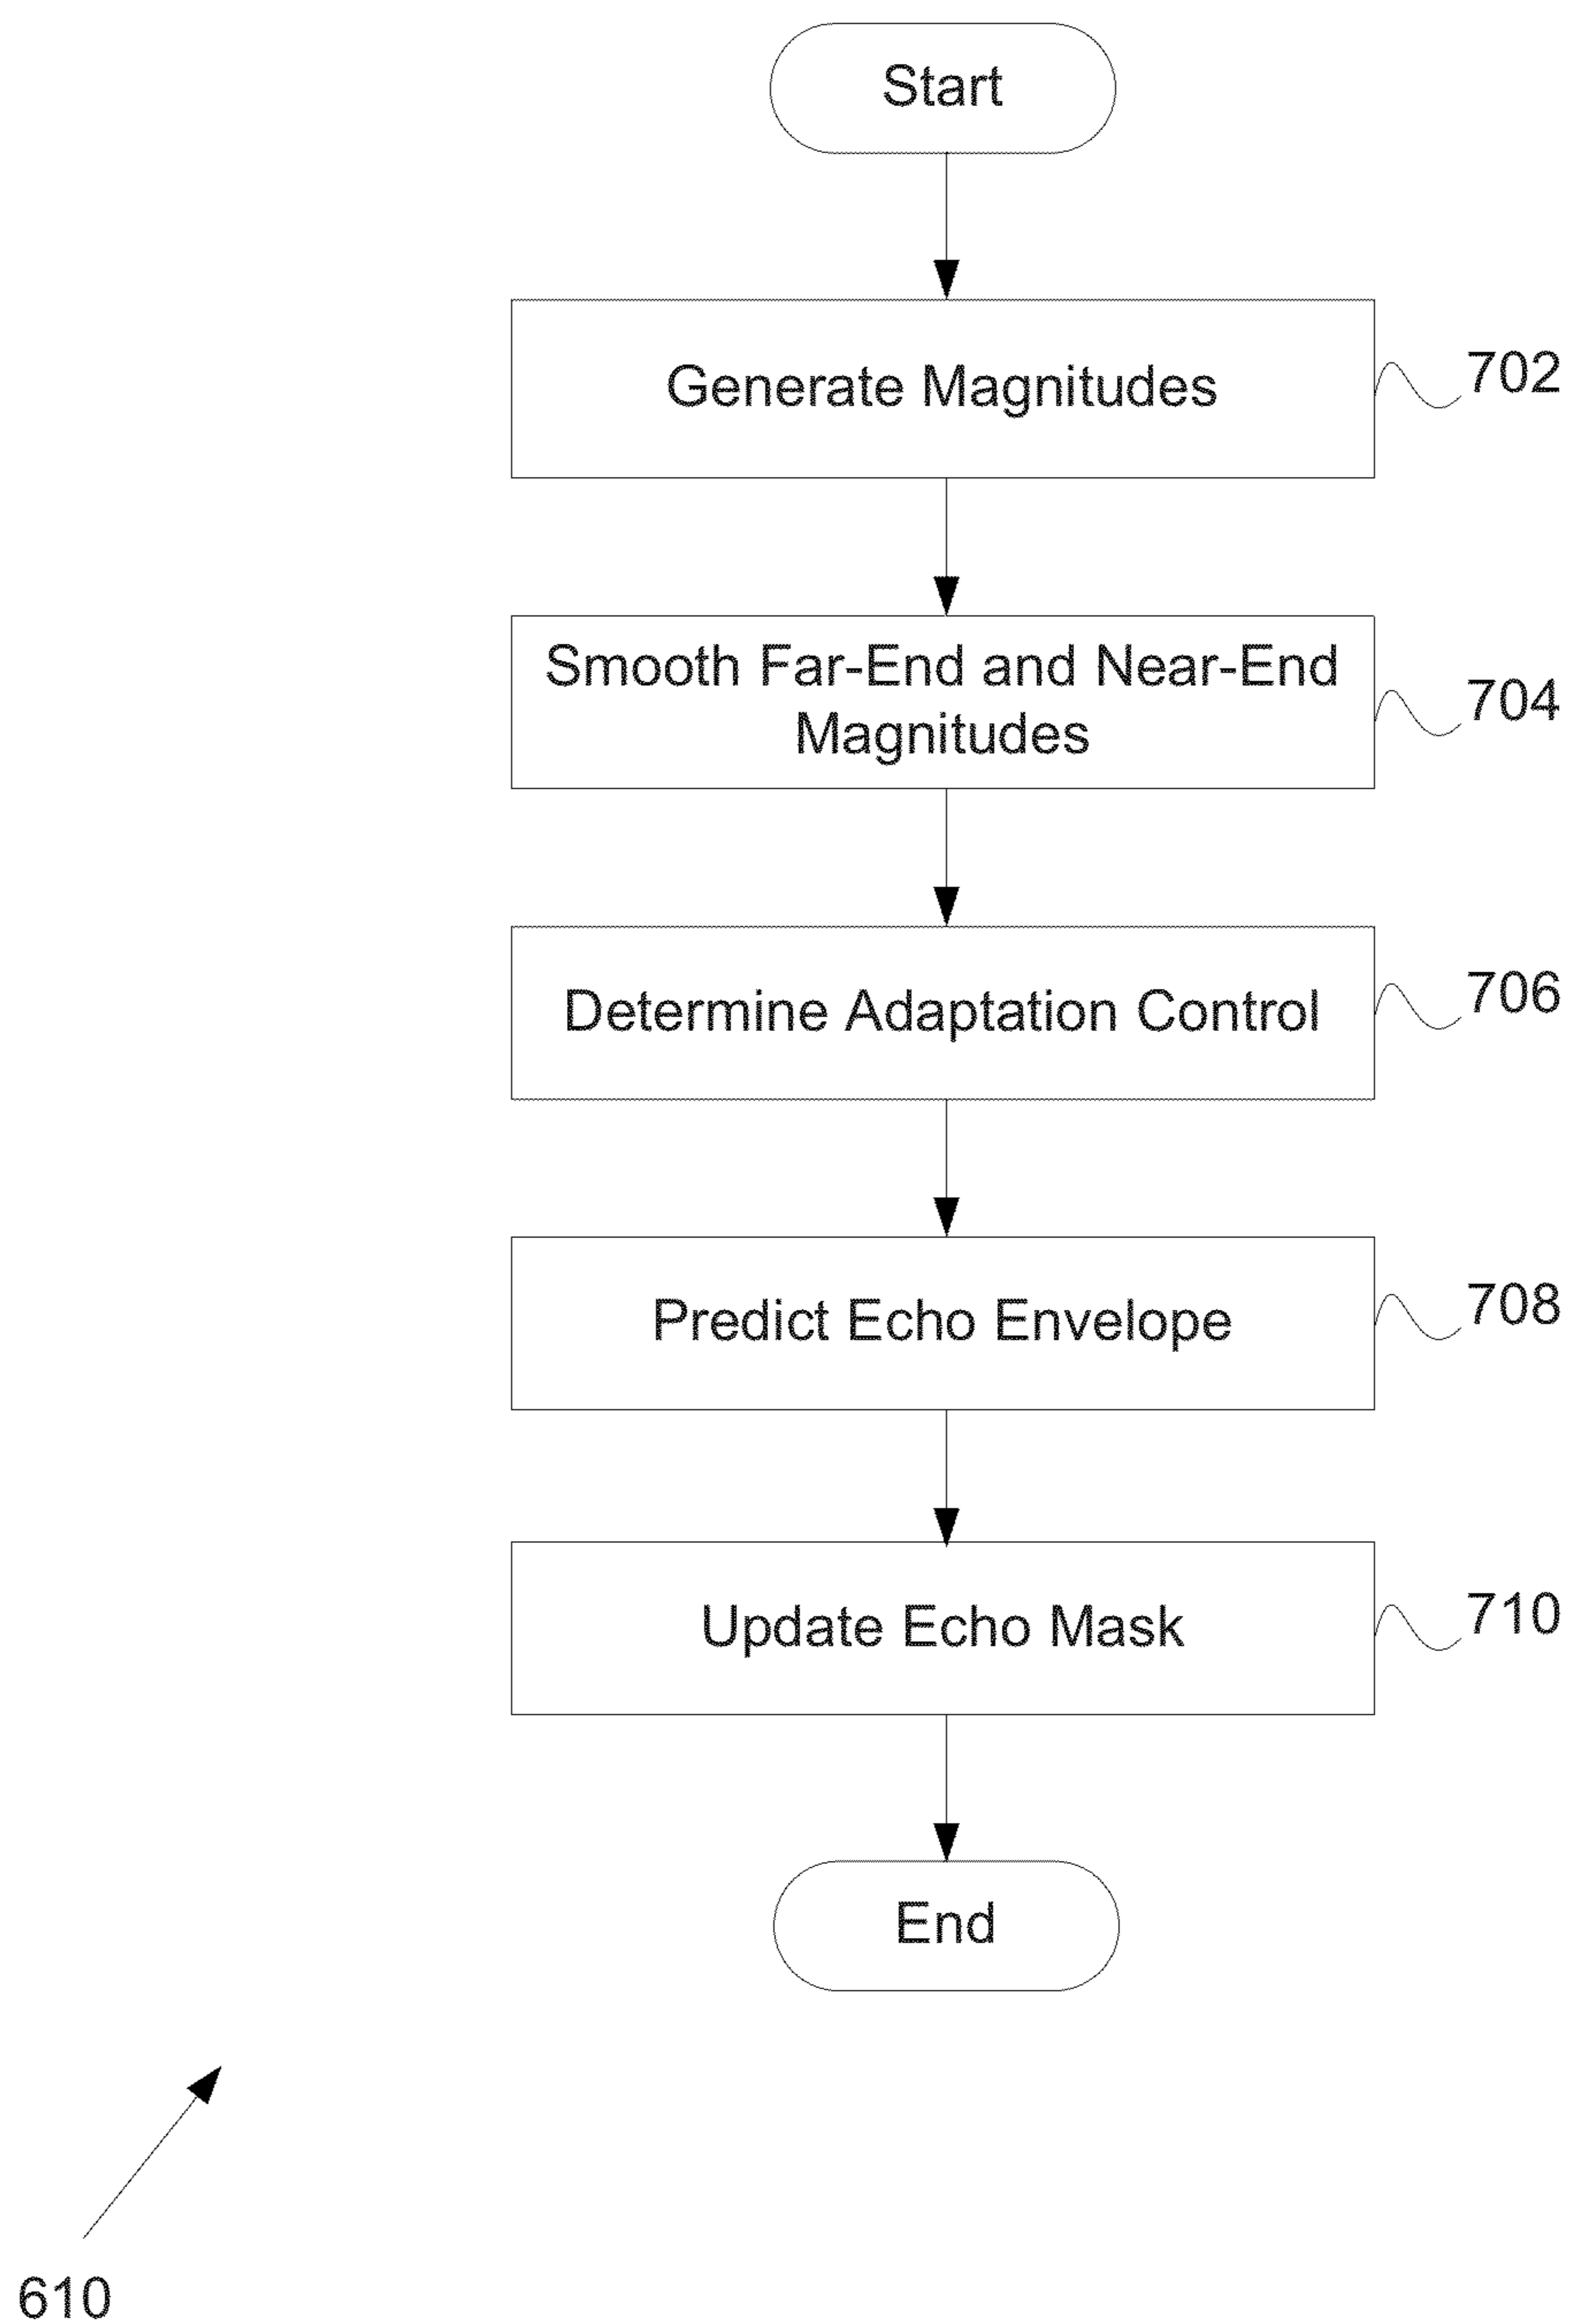 Start
Generate Magnitudes
702
Smooth Far-End and Near-End
Magnitudes
704
Determine Adaptation Control
706
Predict Echo Envelope
708
Update Echo Mask
710
End
610